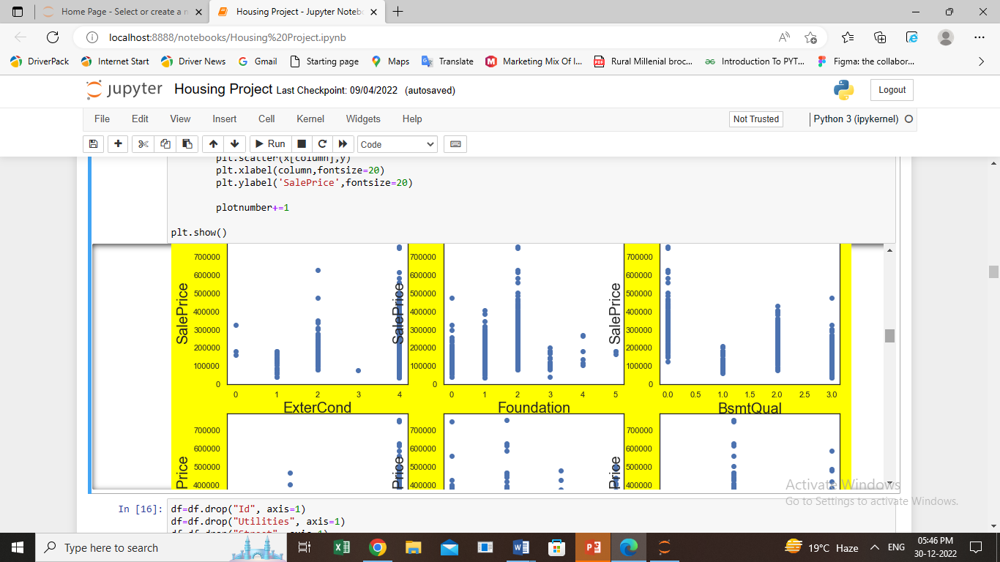 Home Page - Select or create a n
Housing Project - Jupyter Noteb
localhost:8888/notebooks/Housing%20Project.ipynb
DriverPack Internet Start Driver News Gmail Starting page Maps Translate Marketing Mix Of I... Rural Millenial broc... Introduction To PYT... Figma: the collabor...
jupyter Housing Project Last Checkpoint: 09/04/2022 (autosaved) Logout
File Edit View Insert Cell Kernel Widgets Help Not Trusted Python 3 (ipykernel)
Run Code
plt.scatter(x[column],y)
plt.xlabel(column,fontsize=20)
plt.ylabel('SalePrice',fontsize=20)
plotnumber+=1
plt.show()
700000 700000 700000
600000 600000 600000
500000 500000 500000
400000 400000 400000
300000 300000 300000
200000 200000 200000
100000 100000 100000
0 0 0
SalePrice SalePrice SalePrice
0 1 2 3 4 0 1 2 3 4 5 0.0 0.5 1.0 1.5 2.0 2.5 3.0
ExterCond Foundation BsmtQual
700000 700000 700000
600000 600000 600000
500000 500000 500000
400000 400000 400000
Price Price Price
Activate Windows
Go to Settings to activate Windows.
In [16]: df=df.drop("Id", axis=1)
df=df.drop("Utilities", axis=1)
df=df.drop("Street", axis=1)
Type here to search 19°C Haze ENG 05:46 PM
30-12-2022